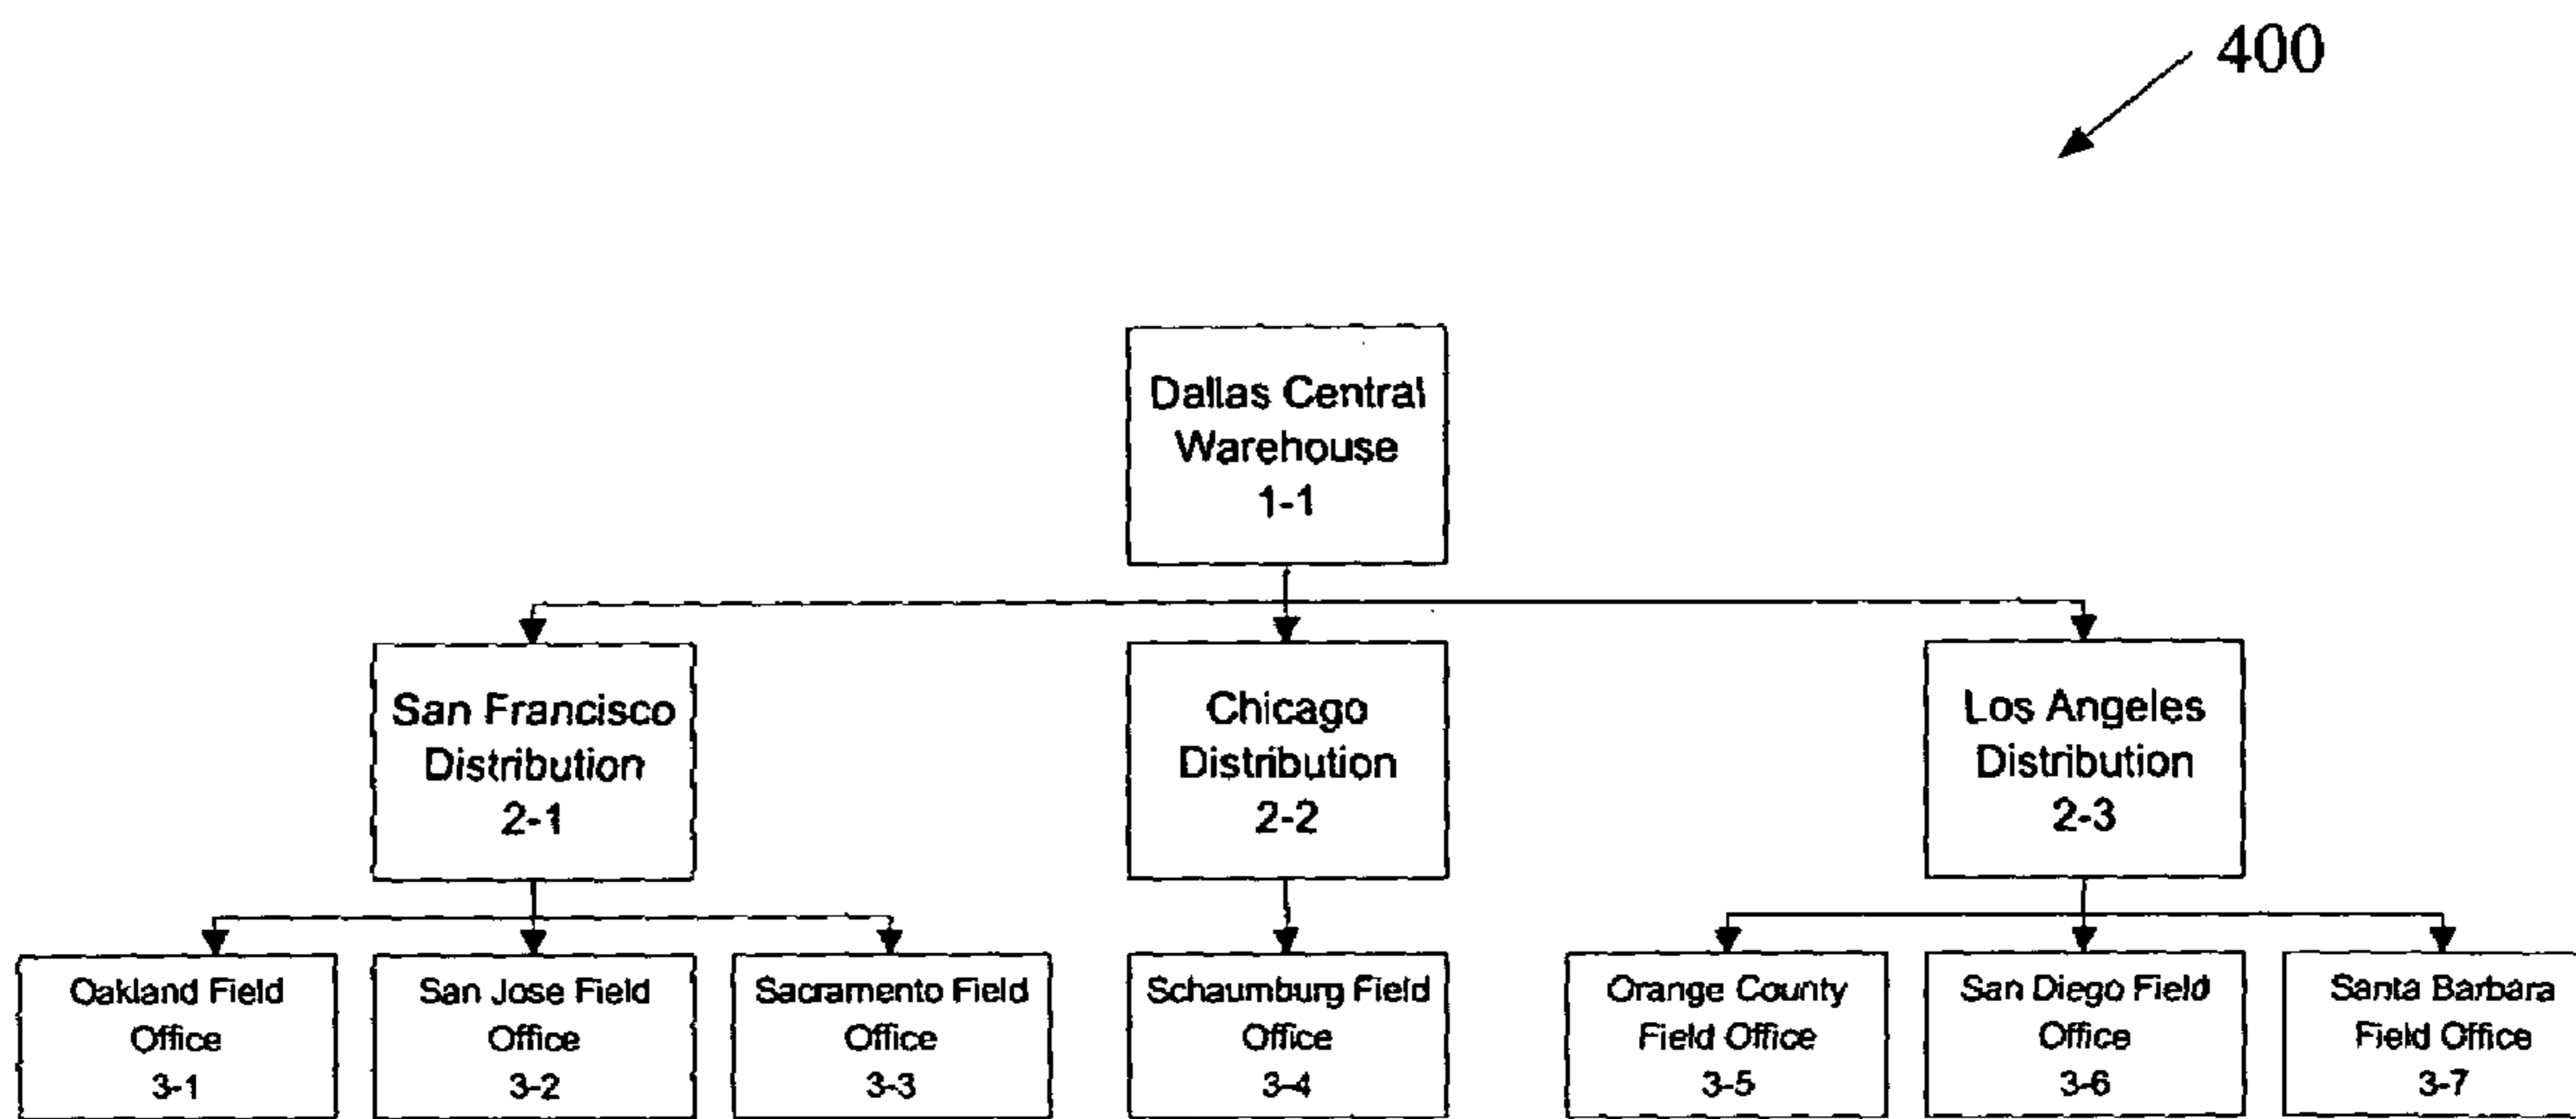 400
Dallas Central
Warehouse
1-1
San Francisco
Distribution
2-1
Chicago
Distribution
2-2
Los Angeles
Distribution
2-3
Oakland Field
Office
3-1
San Jose Field
Office
3-2
Sacramento Field
Office
3-3
Schaumburg Field
Office
3-4
Orange County
Field Office
3-5
San Diego Field
Office
3-6
Santa Barbara
Field Office
3-7